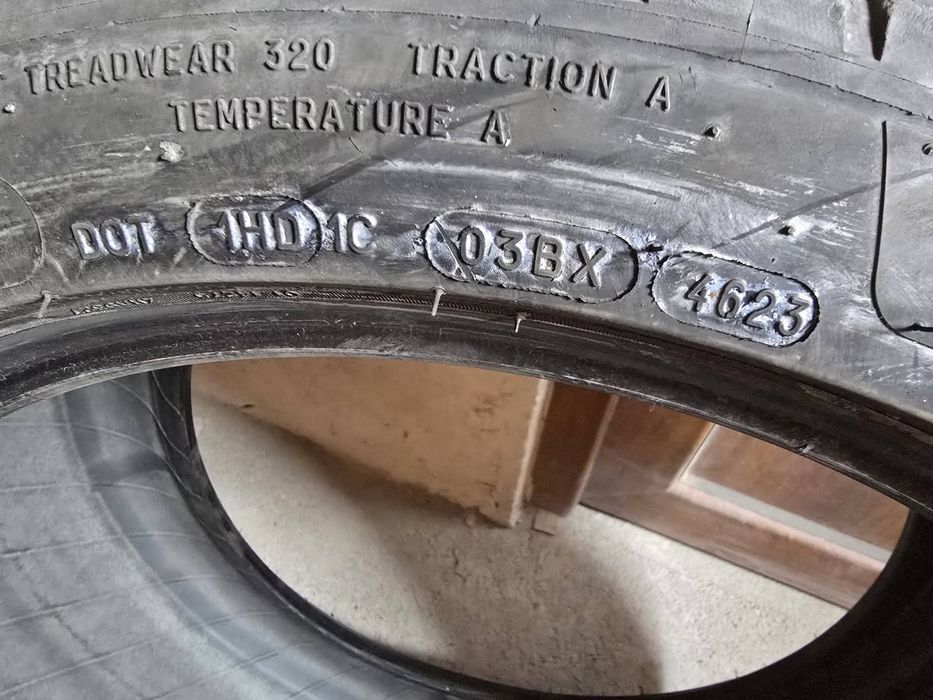 TREADWEAR 320 TRACTION A
TEMPERATURE A
DOT 1HD 1C 03BX 4623